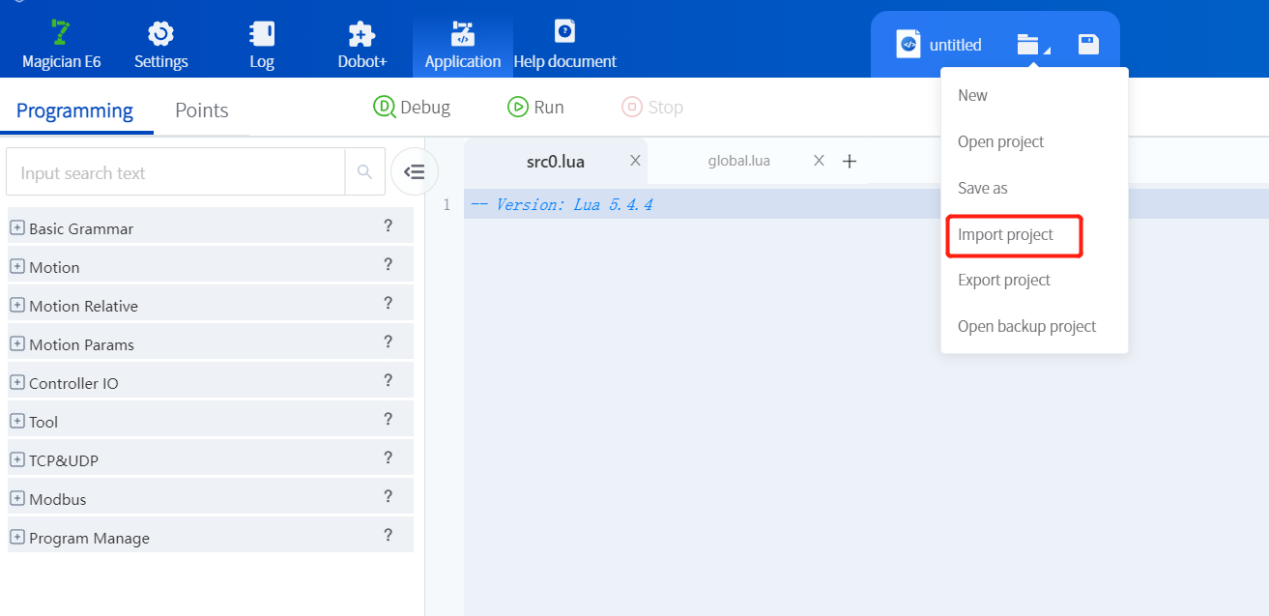 Magician E6
Settings
Log
Dobot+
Application
Help document
untitled
New
Open project
Save as
Import project
Export project
Open backup project
Programming
Points
Debug
Run
Stop
Input search text
src0.lua
global.lua
1 -- Version: Lua 5.4.4
Basic Grammar ?
Motion ?
Motion Relative ?
Motion Params ?
Controller IO ?
Tool ?
TCP&UDP ?
Modbus ?
Program Manage ?